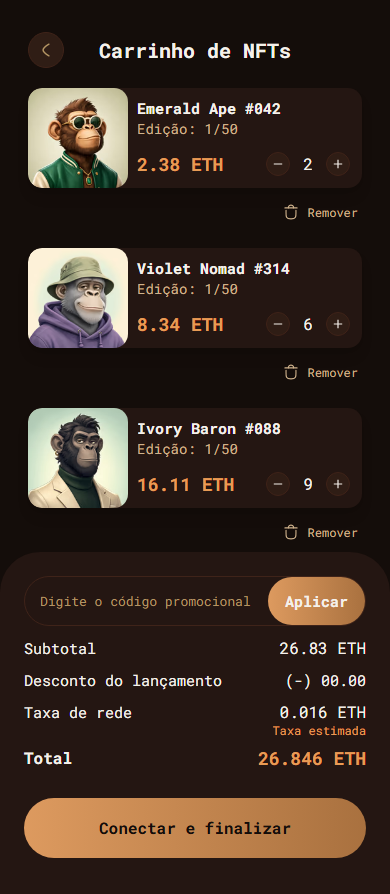 Carrinho de NFTs
Emerald Ape #042
Edição: 1/50
2.38 ETH − 2 +
Remover
Violet Nomad #314
Edição: 1/50
8.34 ETH − 6 +
Remover
Ivory Baron #088
Edição: 1/50
16.11 ETH − 9 +
Remover
Digite o código promocional Aplicar
Subtotal 26.83 ETH
Desconto do lançamento (-) 00.00
Taxa de rede 0.016 ETH
Taxa estimada
Total 26.846 ETH
Conectar e finalizar